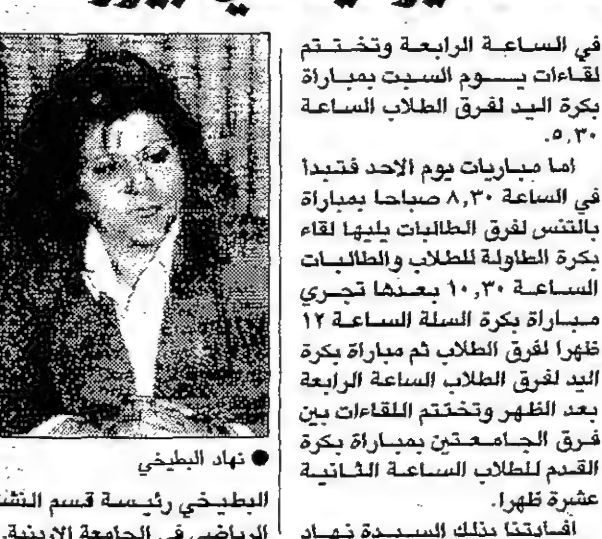 في الساعة الرابعة وتختتم
لقاءات يوم السبت بمباراة
بكرة اليد لفرق الطلاب الساعة
٥,٣٠.
اما مباريات يوم الاحد فتبدا
في الساعة ٨,٣٠ صباحا بمباراة
بالتنس لفرق الطالبات يليها لقاء
بكرة الطاولة للطلاب والطالبات
الساعة ١٠,٣٠ بعدها تجري
مباراة بكرة السلة الساعة ١٢
ظهرا لفرق الطلاب ثم مباراة بكرة
اليد لفرق الطلاب الساعة الرابعة
بعد الظهر وتختتم اللقاءات بين
فرق الجامعتين بمباراة بكرة
القدم للطلاب الساعة الثانية
عشرة ظهرا.
افادتنا بذلك السيدة نهاد
● نهاد البطيخي
البطيخي رئيسة قسم
الرياضي في الجامعة الاردنية.